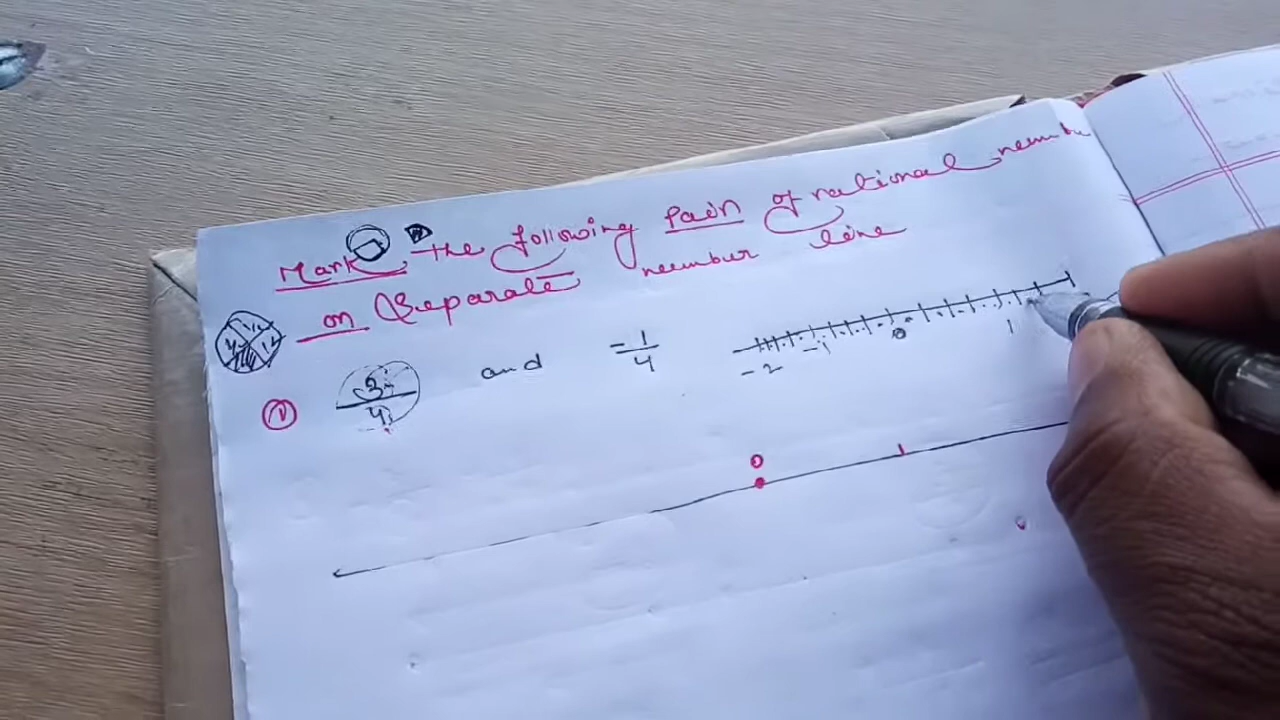 Mark the following Pair of rational numbe
on Separate number line
1) 3/4 and -1/4
-2 -1 0 1
0